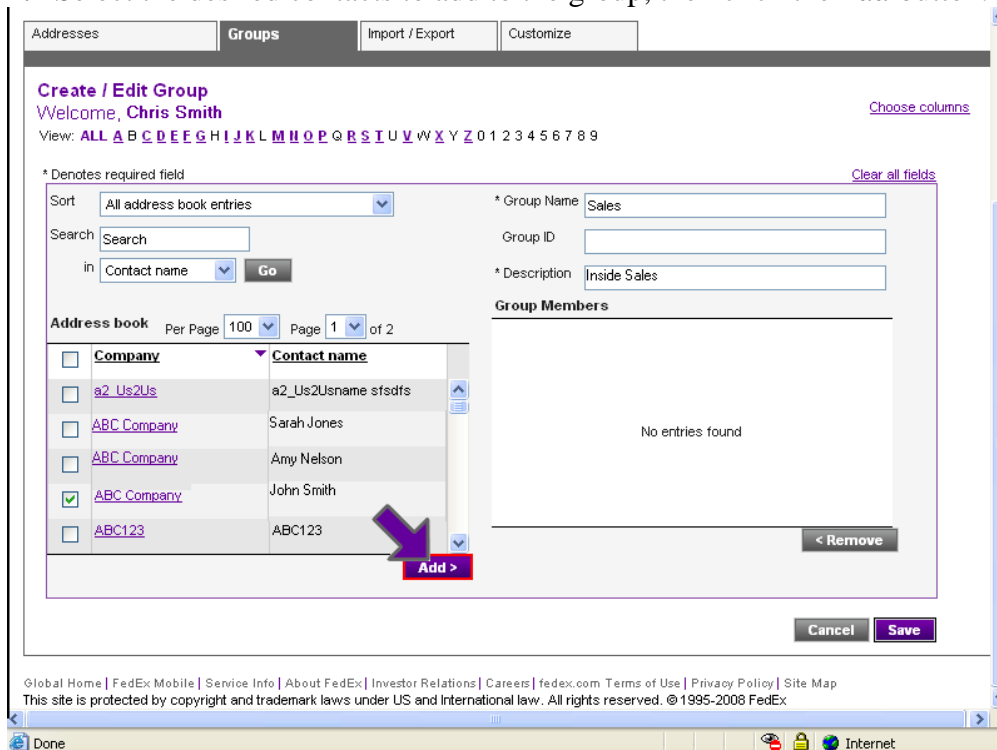 Addresses Groups Import / Export Customize
Create / Edit Group
Welcome, Chris Smith
Choose columns
View: ALL A B C D E F G H I J K L M N O P Q R S T U V W X Y Z 0 1 2 3 4 5 6 7 8 9
* Denotes required field
Clear all fields
Sort All address book entries
* Group Name Sales
Search Search
Group ID
in Contact name Go
* Description Inside Sales
Group Members
Address book Per Page 100 Page 1 of 2
Company Contact name
a2_Us2Us a2_Us2Usname sfsdfs
ABC Company Sarah Jones
No entries found
ABC Company Amy Nelson
ABC Company John Smith
ABC123 ABC123
< Remove
Add >
Cancel Save
Global Home | FedEx Mobile | Service Info | About FedEx | Investor Relations | Careers | fedex.com Terms of Use | Privacy Policy | Site Map
This site is protected by copyright and trademark laws under US and International law. All rights reserved. © 1995-2008 FedEx
Done Internet